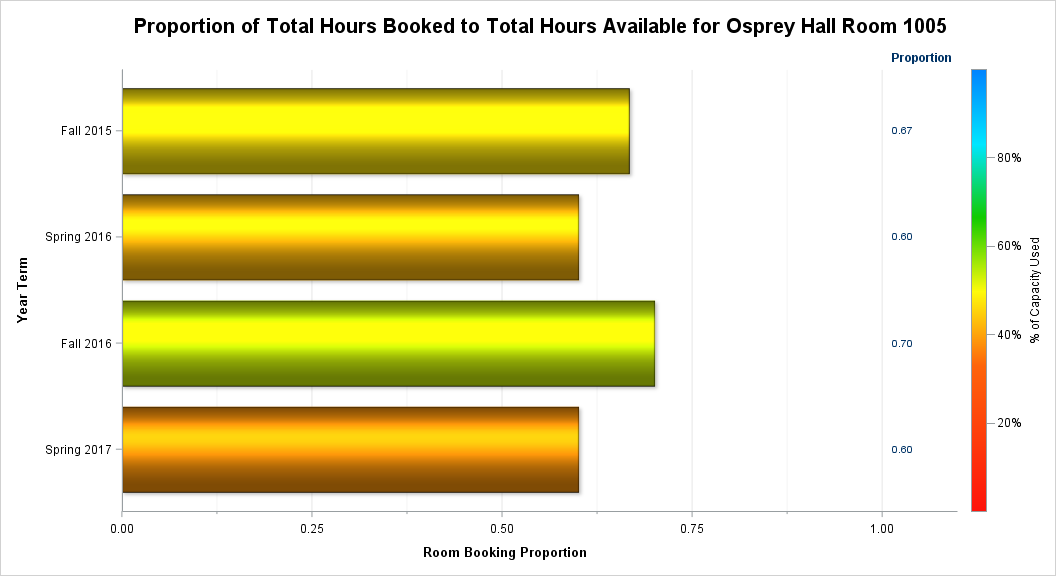 Proportion of Total Hours Booked to Total Hours Available for Osprey Hall Room 1005
Proportion
Fall 2015
0.67
80%
Spring 2016
0.60
60%
Year Term
% of Capacity Used
Fall 2016
0.70
40%
20%
Spring 2017
0.60
0.00 0.25 0.50 0.75 1.00
Room Booking Proportion